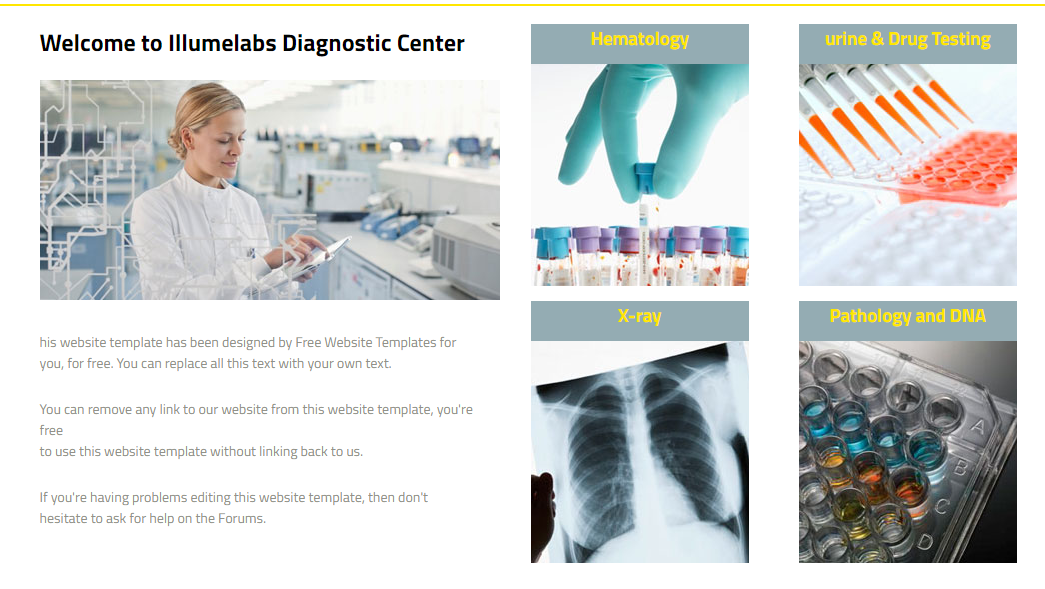 Welcome to Illumelabs Diagnostic Center
his website template has been designed by Free Website Templates for
you, for free. You can replace all this text with your own text.
You can remove any link to our website from this website template, you're
free
to use this website template without linking back to us.
If you're having problems editing this website template, then don't
hesitate to ask for help on the Forums.
Hematology
urine & Drug Testing
X-ray
Pathology and DNA
A
B
C
D